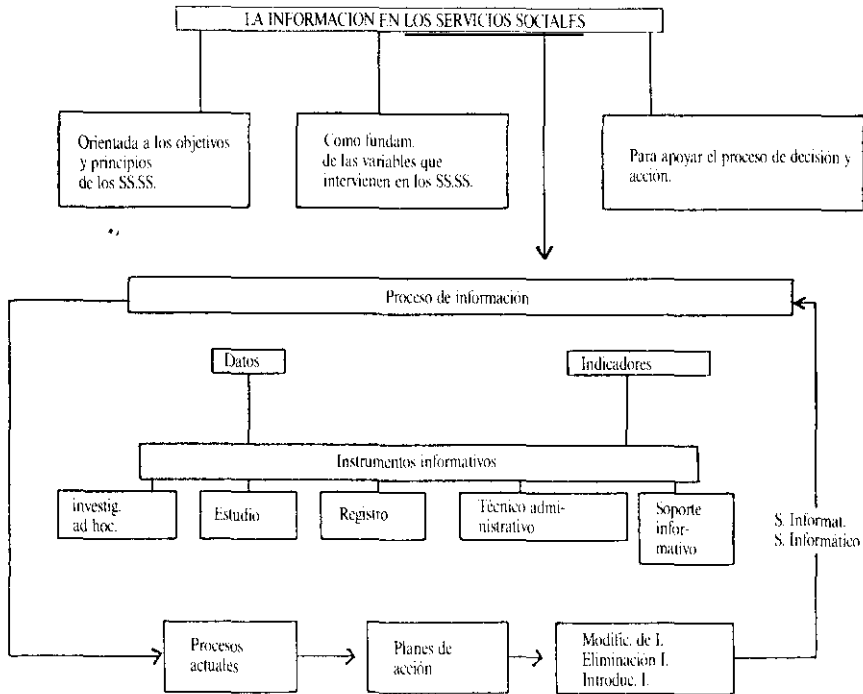 LA INFORMACION EN LOS SERVICIOS SOCIALES
Orientada a los objetivos
y principios
de los SS.SS.
Como fundam.
de las variables que
intervienen en los SS.SS.
Para apoyar el proceso de decisión y
acción.
Proceso de información
Datos
Indicadores
Instrumentos informativos
investig.
ad hoc.
Estudio
Registro
Técnico admi-
nistrativo
Soporte
infor-
mativo
S. Informat.
S. Informático
Procesos
actuales
Planes de
acción
Modific. de I.
Eliminación I.
Introduc. I.